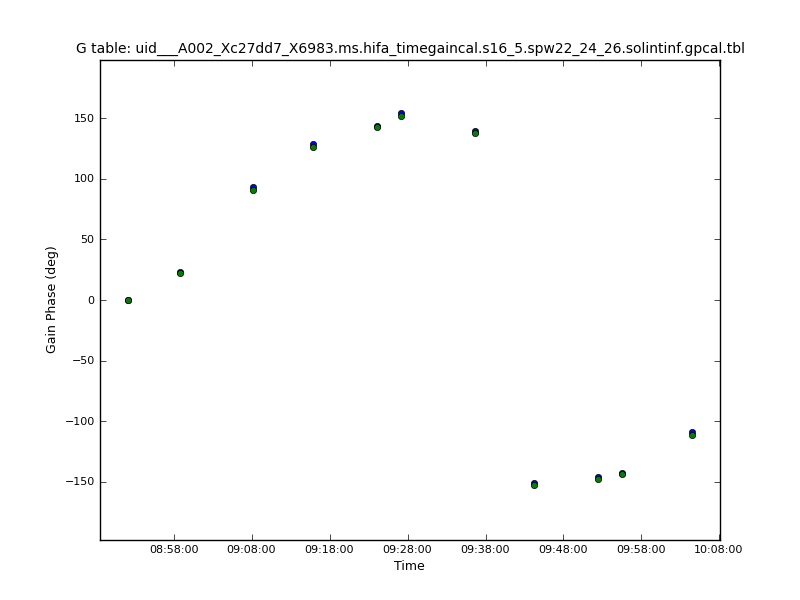 G table: uid___A002_Xc27dd7_X6983.ms.hifa_timegaincal.s16_5.spw22_24_26.solintinf.gpcal.tbl
150
100
50
0
−50
−100
−150
Gain Phase (deg)
08:58:00 09:08:00 09:18:00 09:28:00 09:38:00 09:48:00 09:58:00 10:08:00
Time